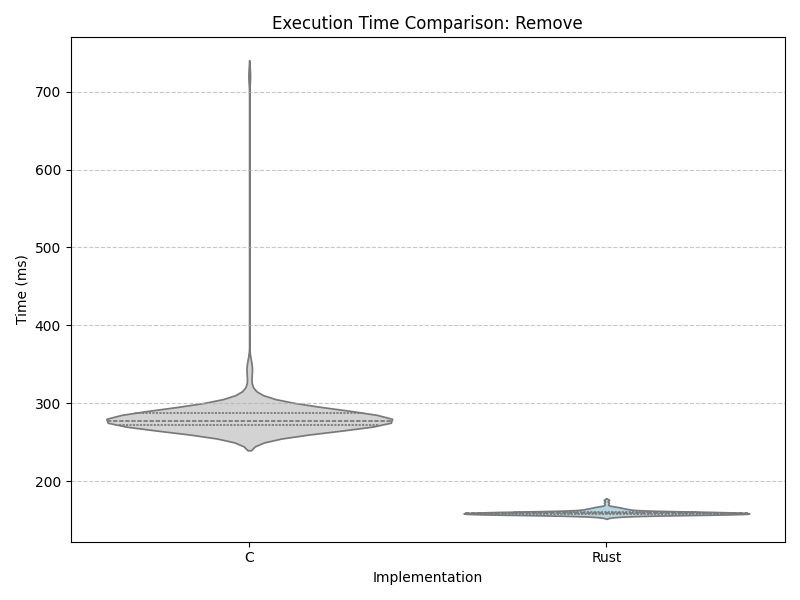 Execution Time Comparison: Remove
Time (ms)
700
600
500
400
300
200
C
Rust
Implementation